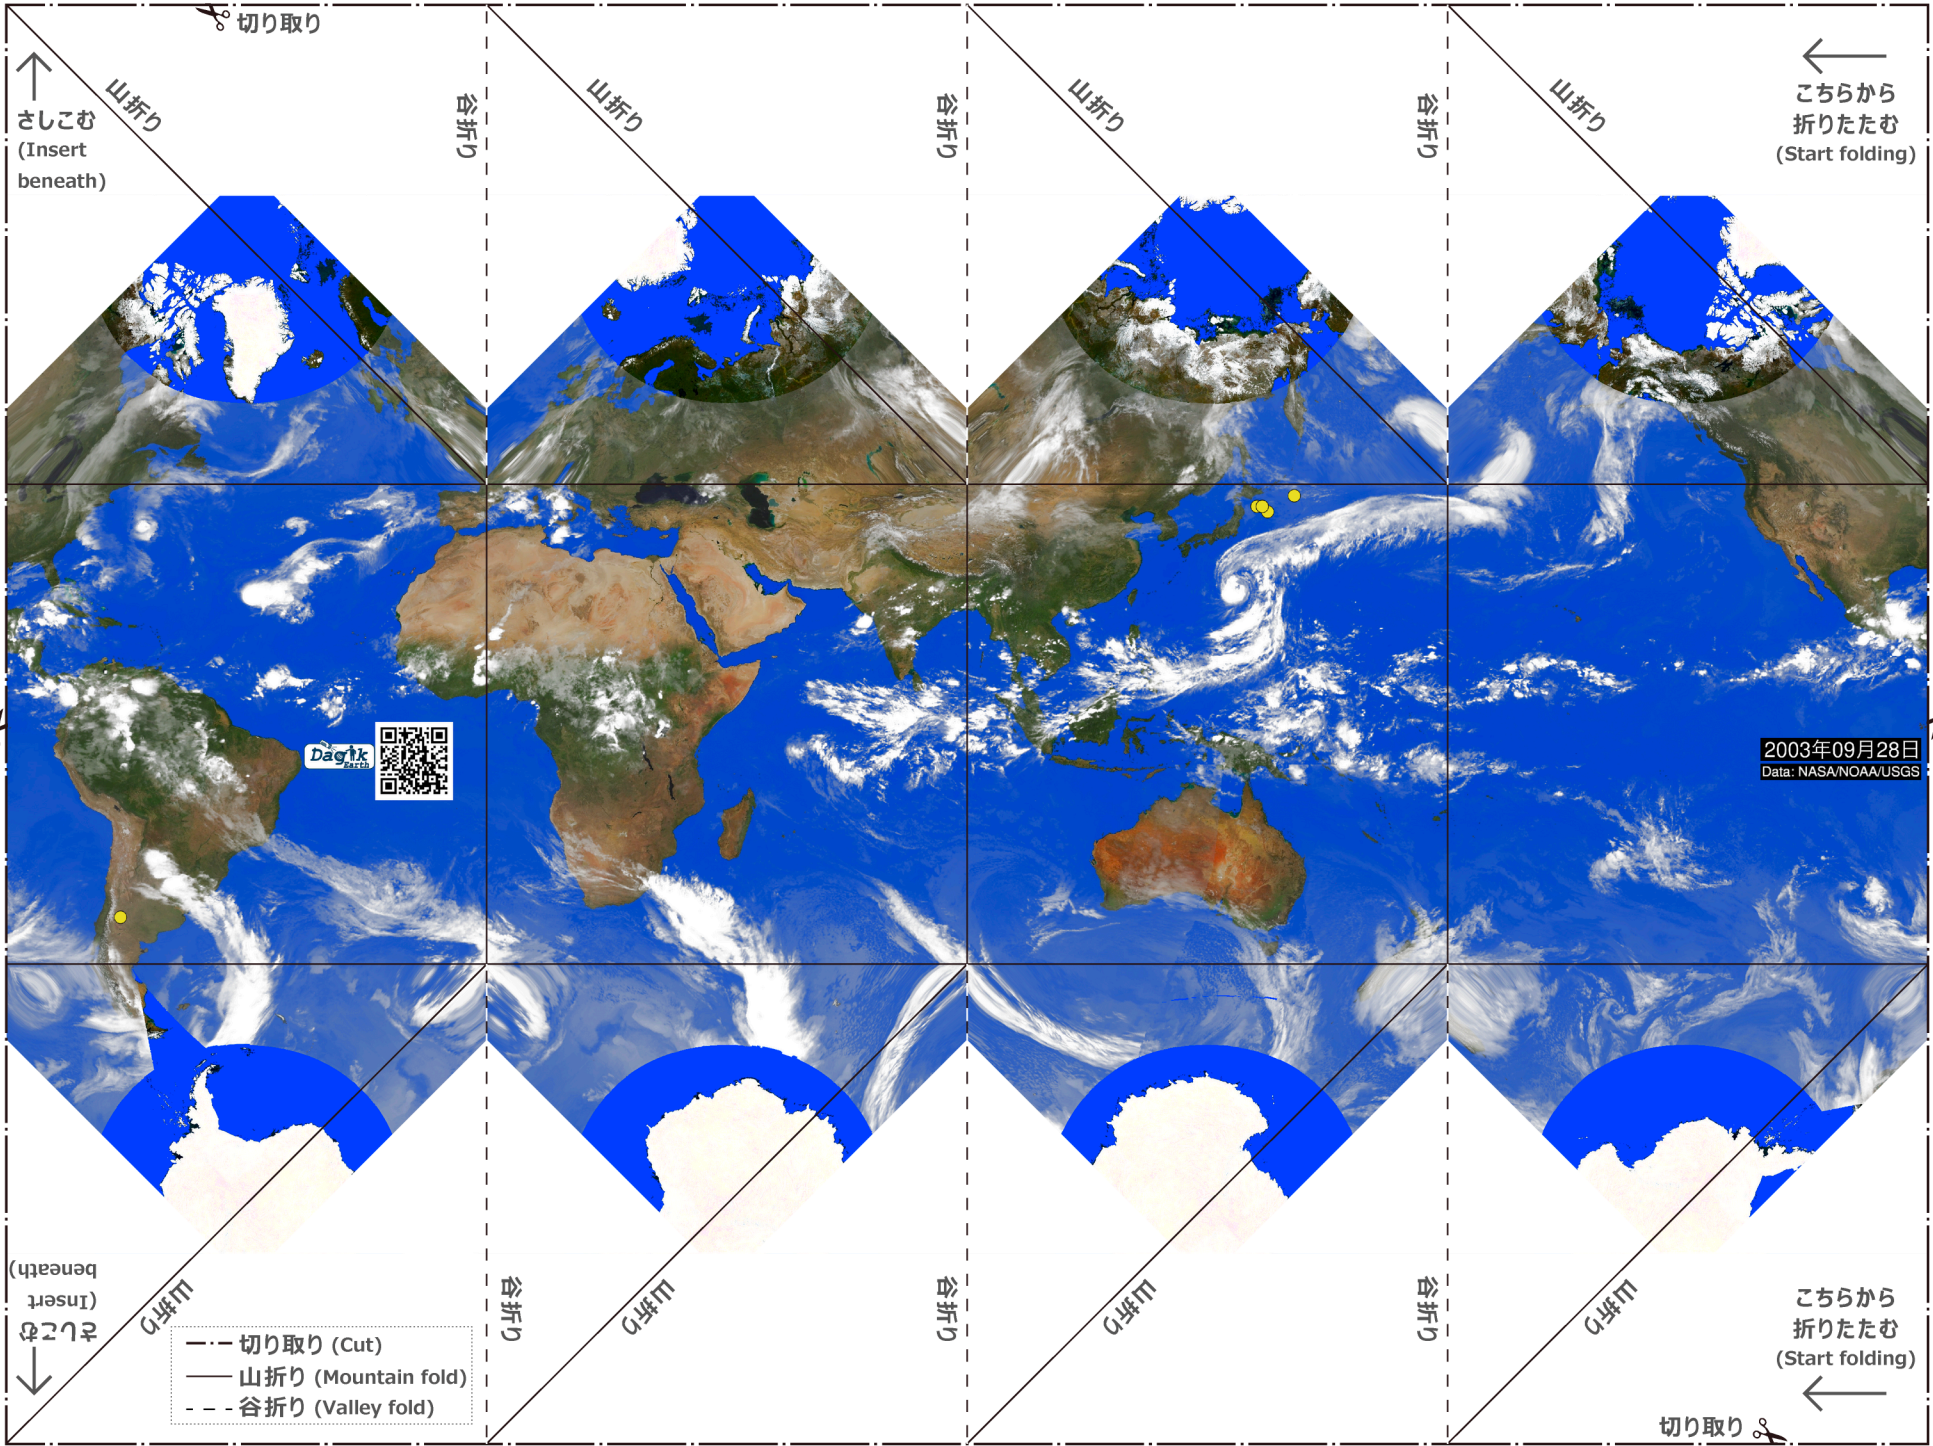 切り取り
山折り
谷折り
山折り
谷折り
山折り
谷折り
山折り
さしこむ
(Insert
beneath)
こちらから
折りたたむ
(Start folding)
Dagik
Earth
2003年09月28日
Data: NASA/NOAA/USGS
さしこむ
(Insert
beneath)
山折り
谷折り
山折り
谷折り
山折り
谷折り
山折り
切り取り (Cut)
山折り (Mountain fold)
谷折り (Valley fold)
こちらから
折りたたむ
(Start folding)
切り取り